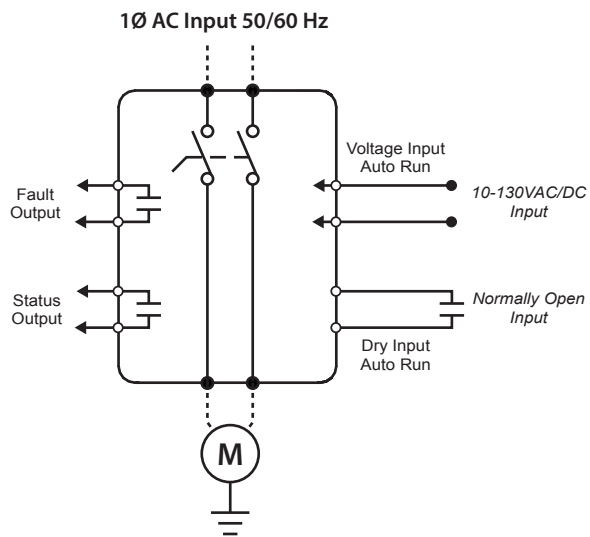 1Ø AC Input 50/60 Hz
Voltage Input
Auto Run
Fault
Output
10-130VAC/DC
Input
Status
Output
Normally Open
Input
Dry Input
Auto Run
M